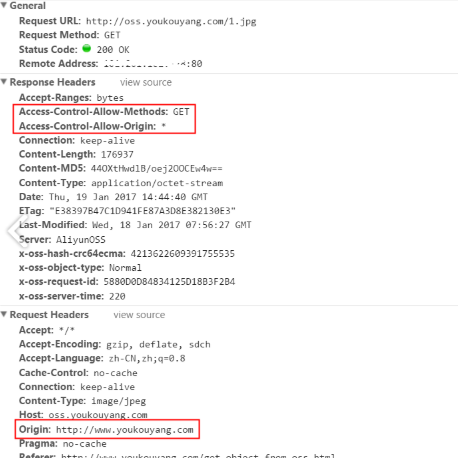 General
Request URL: http://oss.youkouyang.com/1.jpg
Request Method: GET
Status Code: 200 OK
Remote Address: :80
Response Headers view source
Accept-Ranges: bytes
Access-Control-Allow-Methods: GET
Access-Control-Allow-Origin: *
Connection: keep-alive
Content-Length: 176937
Content-MD5: 44OXtHwdlB/oej2OOCEw4w==
Content-Type: application/octet-stream
Date: Thu, 19 Jan 2017 14:44:40 GMT
ETag: "E38397B47C1D941FE87A3D8E382130E3"
Last-Modified: Wed, 18 Jan 2017 07:56:27 GMT
Server: AliyunOSS
x-oss-hash-crc64ecma: 4213622609391755535
x-oss-object-type: Normal
x-oss-request-id: 5880D0D84834125D18B3F2B4
x-oss-server-time: 220
Request Headers view source
Accept: */*
Accept-Encoding: gzip, deflate, sdch
Accept-Language: zh-CN,zh;q=0.8
Cache-Control: no-cache
Connection: keep-alive
Content-Type: image/jpeg
Host: oss.youkouyang.com
Origin: http://www.youkouyang.com
Pragma: no-cache
Referer: http://www.youkouyang.com/get_object_from_oss.html